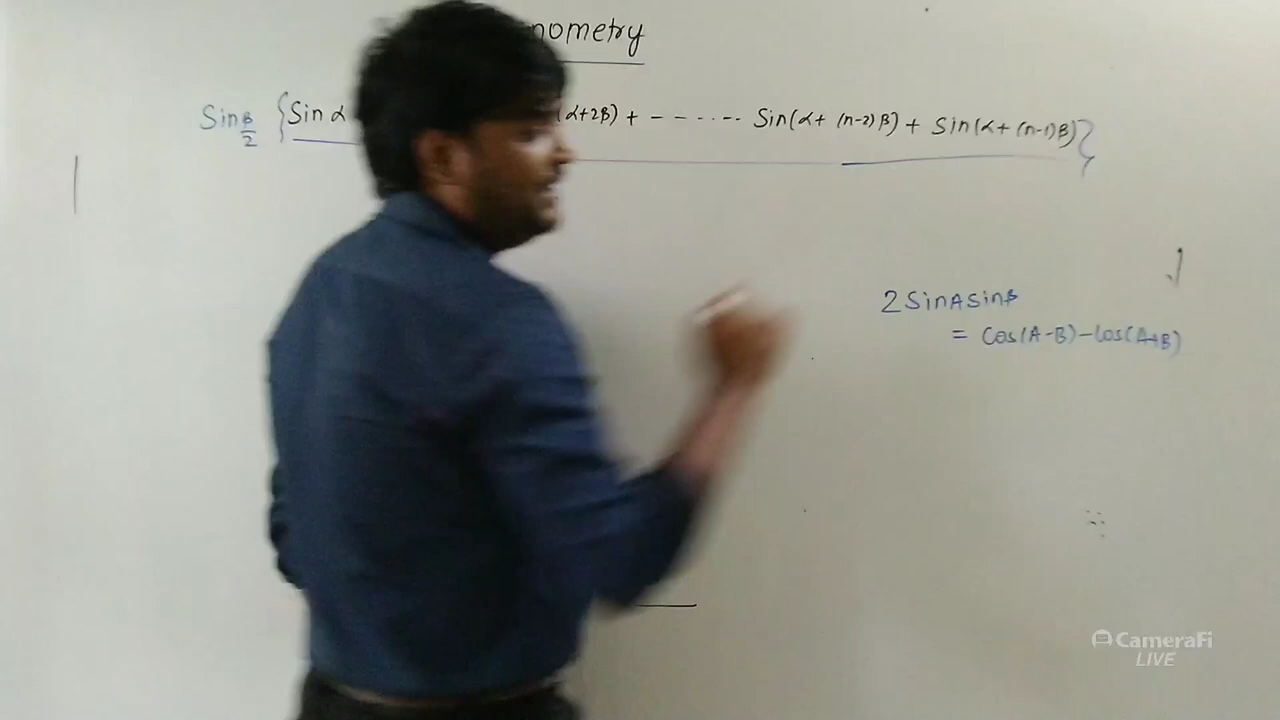 nometry
Sin β/2 {Sin α (α+2β) + - - - - - - Sin(α + (n-2)β) + Sin(α + (n-1)β)}
2 SinA SinB
= Cos(A-B) - Cos(A+B)
CameraFi
LIVE